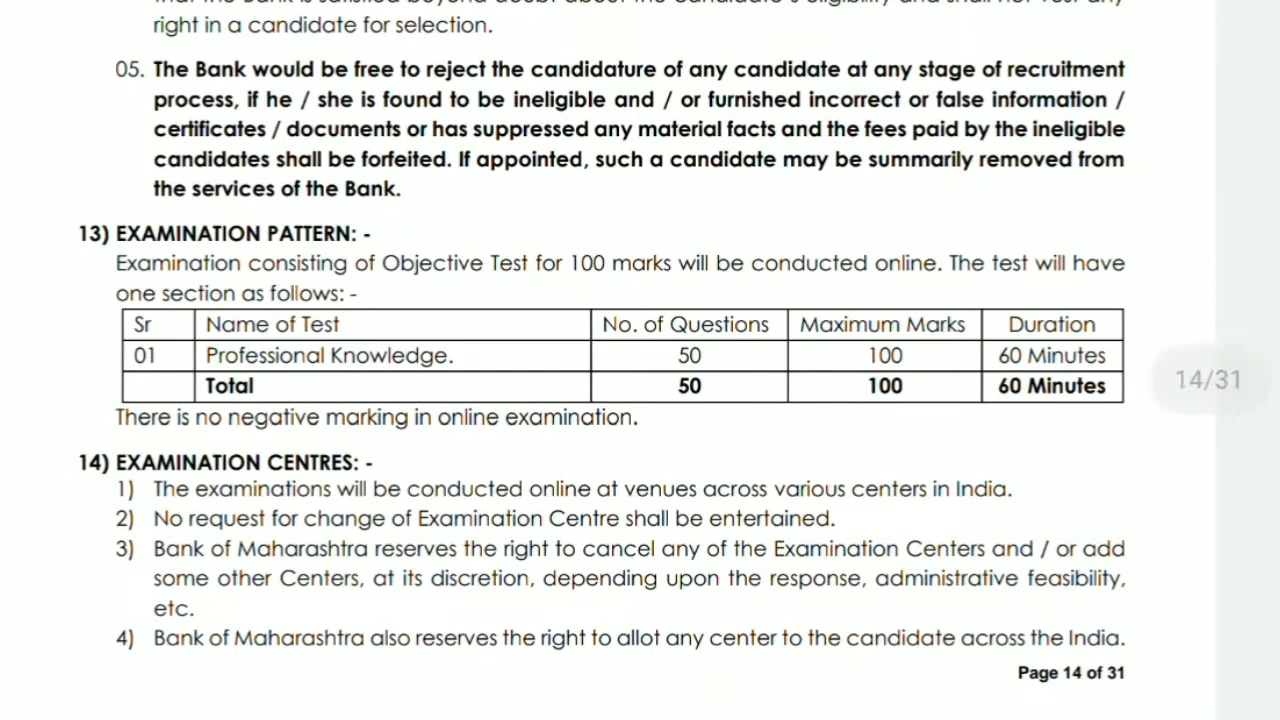 right in a candidate for selection.
05. The Bank would be free to reject the candidature of any candidate at any stage of recruitment
process, if he / she is found to be ineligible and / or furnished incorrect or false information /
certificates / documents or has suppressed any material facts and the fees paid by the ineligible
candidates shall be forfeited. If appointed, such a candidate may be summarily removed from
the services of the Bank.
13) EXAMINATION PATTERN: -
Examination consisting of Objective Test for 100 marks will be conducted online. The test will have
one section as follows: -
Sr Name of Test No. of Questions Maximum Marks Duration
01 Professional Knowledge. 50 100 60 Minutes
Total 50 100 60 Minutes
14/31
There is no negative marking in online examination.
14) EXAMINATION CENTRES: -
1) The examinations will be conducted online at venues across various centers in India.
2) No request for change of Examination Centre shall be entertained.
3) Bank of Maharashtra reserves the right to cancel any of the Examination Centers and / or add
some other Centers, at its discretion, depending upon the response, administrative feasibility,
etc.
4) Bank of Maharashtra also reserves the right to allot any center to the candidate across the India.
Page 14 of 31